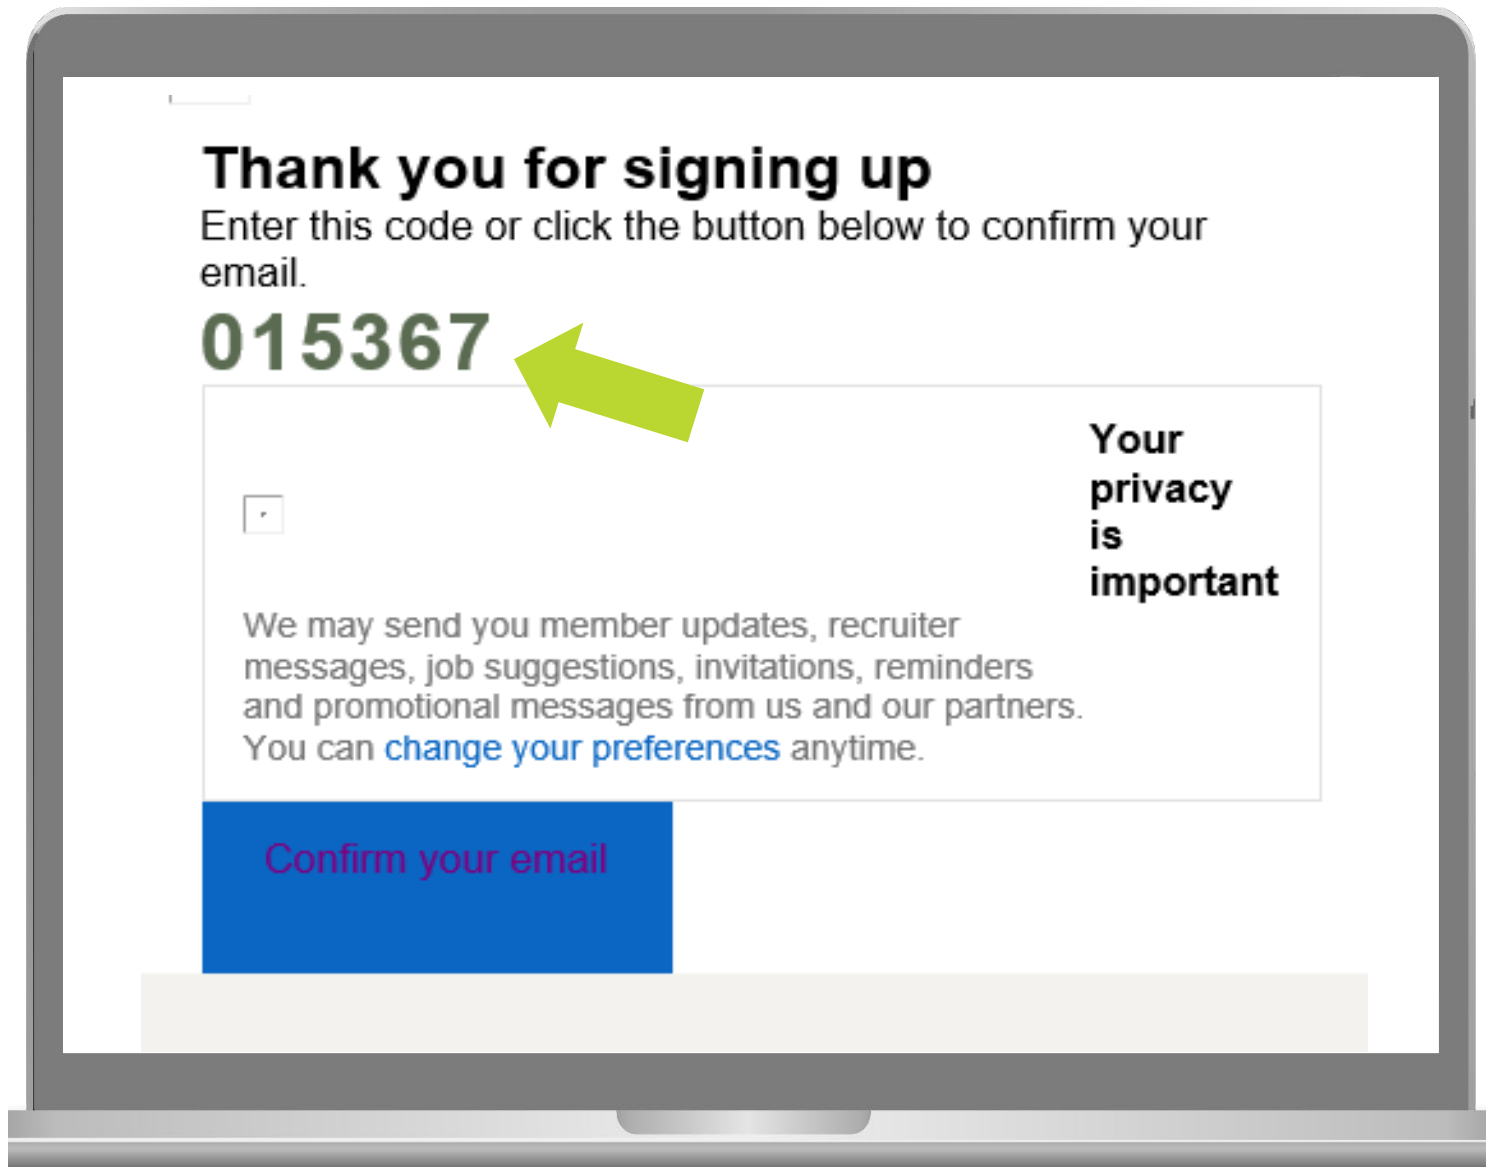 Thank you for signing up
Enter this code or click the button below to confirm your
email.
015367
Your
privacy
is
important
We may send you member updates, recruiter
messages, job suggestions, invitations, reminders
and promotional messages from us and our partners.
You can change your preferences anytime.
Confirm your email